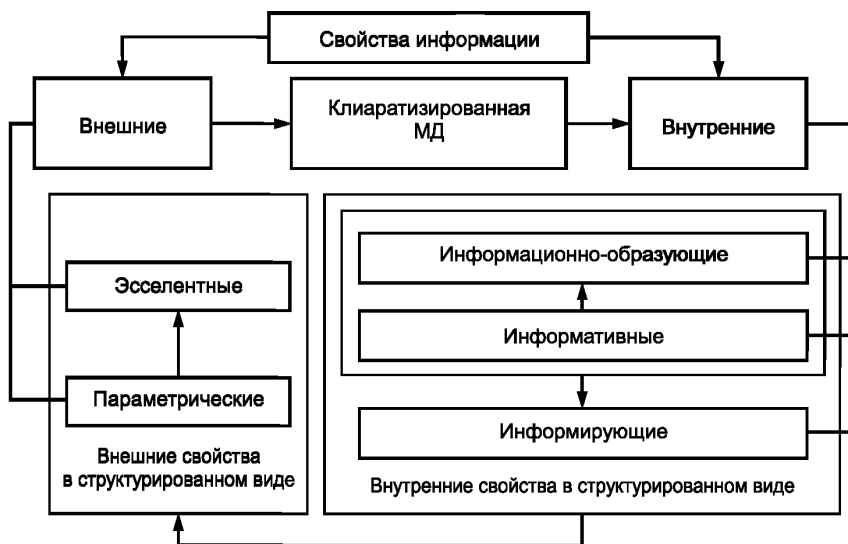 Свойства информации
Внешние
Клиаратизированная
МД
Внутренние
Эсселентные
Параметрические
Внешние свойства
в структурированном виде
Информационно-образующие
Информативные
Информирующие
Внутренние свойства в структурированном виде